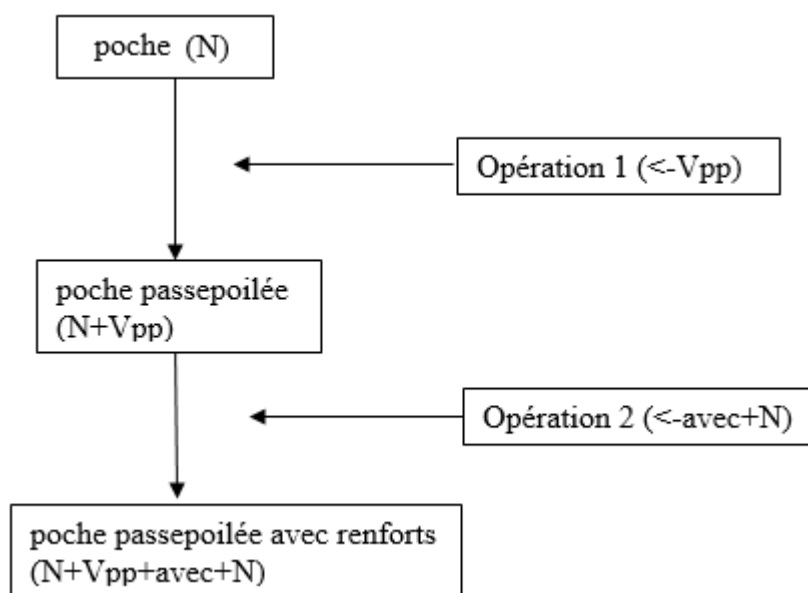 poche (N)
Opération 1 (<-Vpp)
poche passepoilée
(N+Vpp)
Opération 2 (<-avec+N)
poche passepoilée avec renforts
(N+Vpp+avec+N)